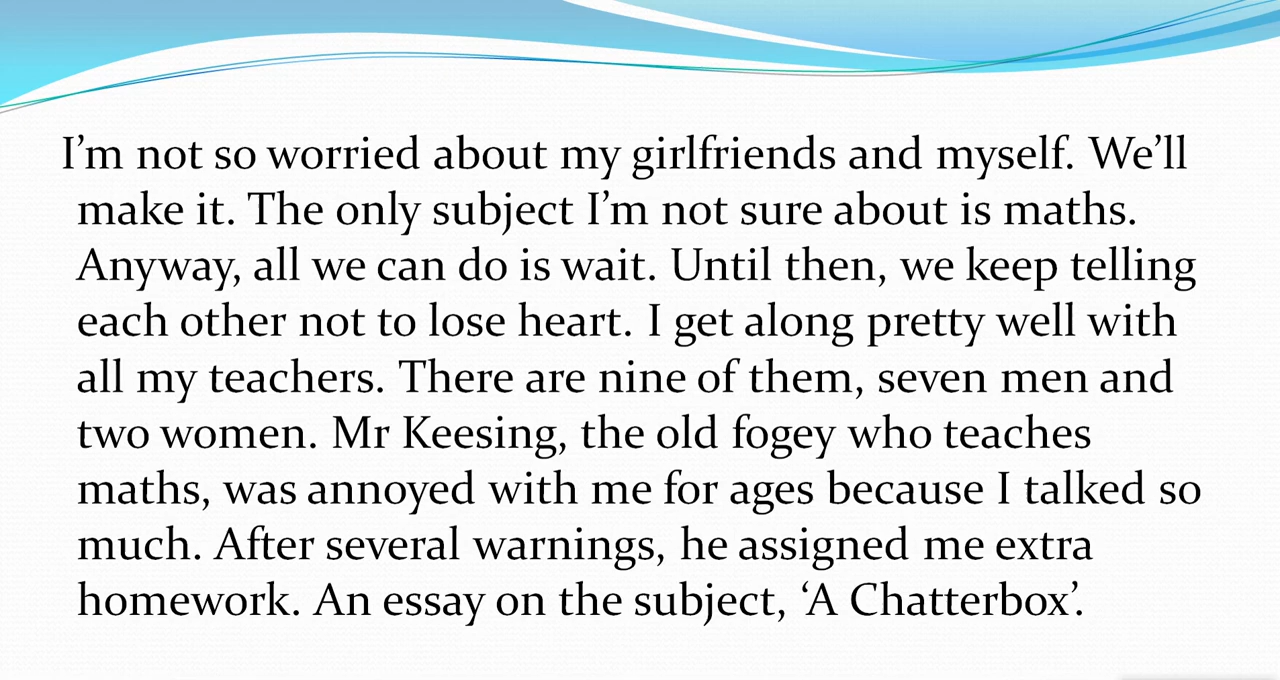 I’m not so worried about my girlfriends and myself. We’ll
make it. The only subject I’m not sure about is maths.
Anyway, all we can do is wait. Until then, we keep telling
each other not to lose heart. I get along pretty well with
all my teachers. There are nine of them, seven men and
two women. Mr Keesing, the old fogey who teaches
maths, was annoyed with me for ages because I talked so
much. After several warnings, he assigned me extra
homework. An essay on the subject, ‘A Chatterbox’.